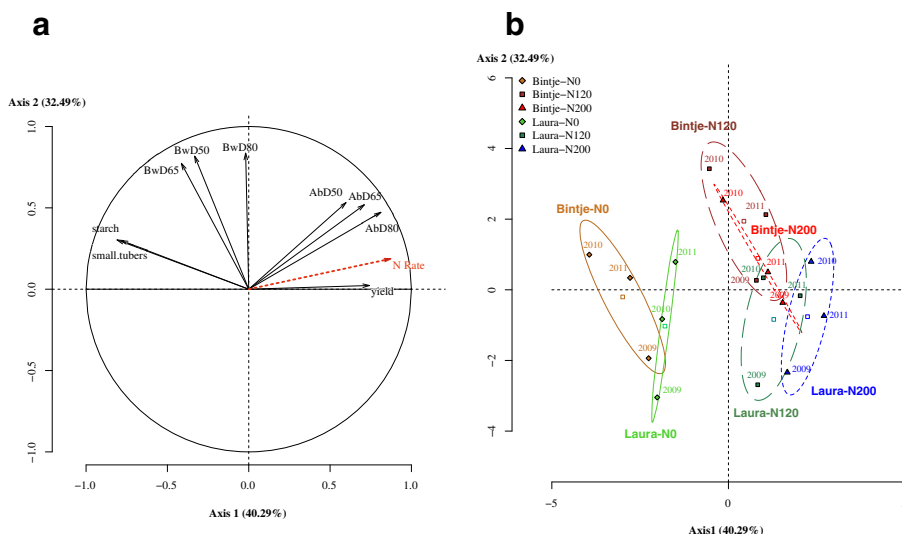 a
Axis 2 (32.49%)
1.0
0.5
0.0
−0.5
−1.0
BwD50
BwD80
BwD65
AbD50
AbD65
AbD80
starch
small.tubers
N Rate
yield
−1.0
−0.5
0.0
0.5
1.0
Axis 1 (40.29%)
b
Axis 2 (32.49%)
6
4
2
0
−2
−4
Bintje−N0
Bintje−N120
Bintje−N200
Laura−N0
Laura−N120
Laura−N200
Bintje-N120
2010
2010
2011
Bintje-N0
Bintje-N200
2010
2011
2011
2010
2011
2010
2009
2011
2009
2010
2011
2009
2009
2009
2009
Laura-N200
Laura-N120
Laura-N0
−5
0
Axis1 (40.29%)